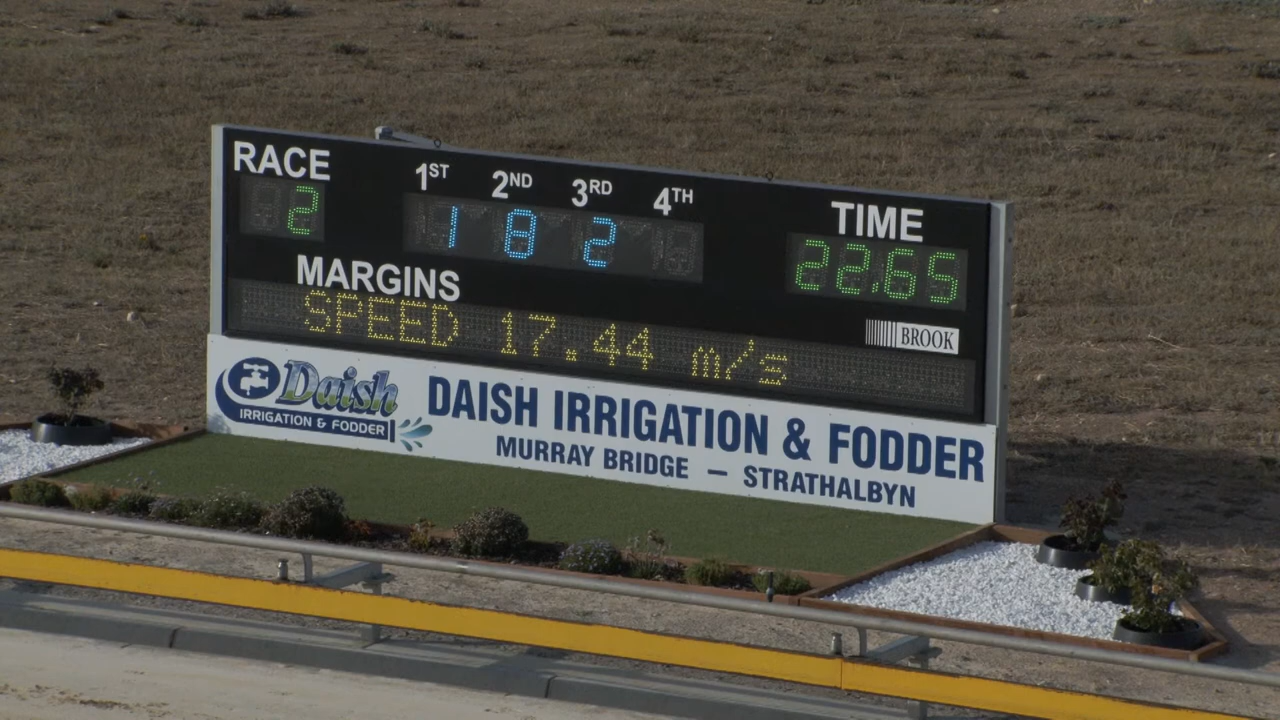 RACE 1ST 2ND 3RD 4TH TIME
2 1 8 2 22.65
MARGINS
BROOK
SPEED 17.44 m/s
Daish
IRRIGATION & FODDER
DAISH IRRIGATION & FODDER
MURRAY BRIDGE — STRATHALBYN